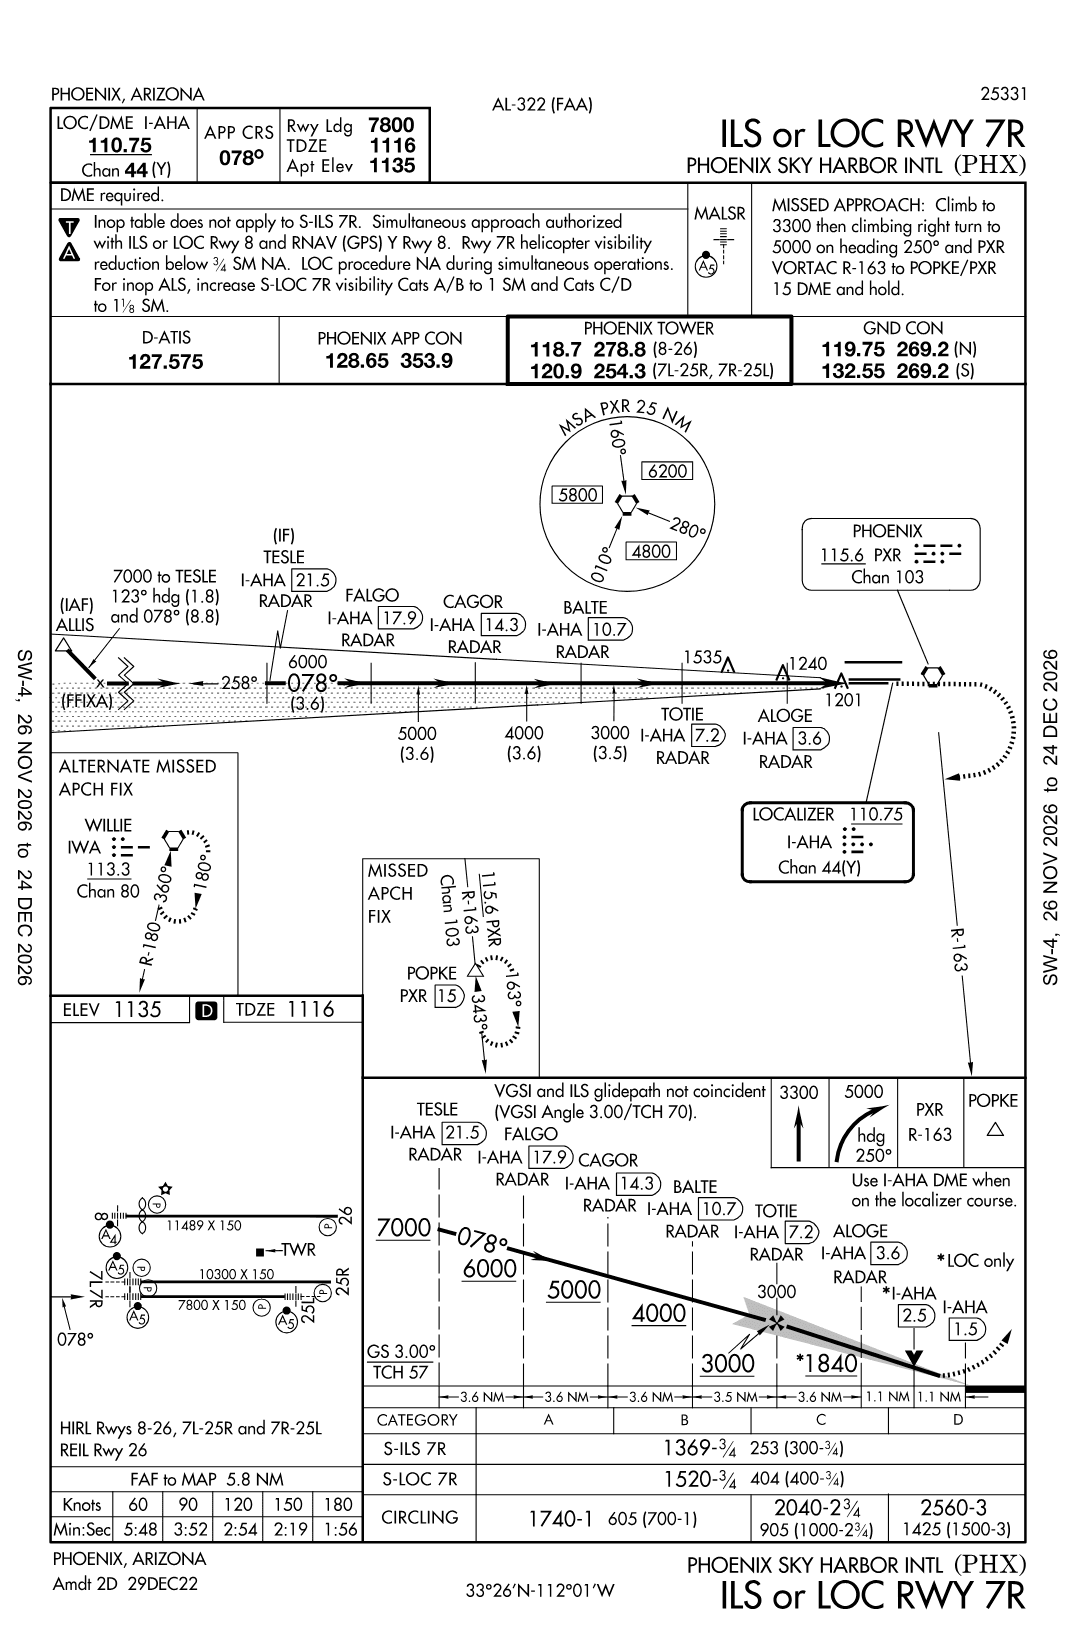 PHOENIX, ARIZONA
AL-322 (FAA)
25331
LOC/DME I-AHA
110.75
Chan 44 (Y)
APP CRS
078°
Rwy Ldg 7800
TDZE 1116
Apt Elev 1135
ILS or LOC RWY 7R
PHOENIX SKY HARBOR INTL (PHX)
DME required.
T
A
Inop table does not apply to S-ILS 7R. Simultaneous approach authorized
with ILS or LOC Rwy 8 and RNAV (GPS) Y Rwy 8. Rwy 7R helicopter visibility
reduction below ¾ SM NA. LOC procedure NA during simultaneous operations.
For inop ALS, increase S-LOC 7R visibility Cats A/B to 1 SM and Cats C/D
to 1⅛ SM.
MALSR
A5
MISSED APPROACH: Climb to
3300 then climbing right turn to
5000 on heading 250° and PXR
VORTAC R-163 to POPKE/PXR
15 DME and hold.
D-ATIS
127.575
PHOENIX APP CON
128.65 353.9
PHOENIX TOWER
118.7 278.8 (8-26)
120.9 254.3 (7L-25R, 7R-25L)
GND CON
119.75 269.2 (N)
132.55 269.2 (S)
MSA PXR 25 NM
160°
6200
5800
280°
4800
010°
PHOENIX
115.6 PXR
Chan 103
(IAF)
ALLIS
7000 to TESLE
123° hdg (1.8)
and 078° (8.8)
(IF)
TESLE
I-AHA 21.5
RADAR
FALGO
I-AHA 17.9
RADAR
CAGOR
I-AHA 14.3
RADAR
BALTE
I-AHA 10.7
RADAR
1535
1240
1201
(FFIXA)
258°
6000
078°
(3.6)
5000
(3.6)
4000
(3.6)
3000
(3.5)
TOTIE
I-AHA 7.2
RADAR
ALOGE
I-AHA 3.6
RADAR
LOCALIZER 110.75
I-AHA
Chan 44(Y)
R-163
ALTERNATE MISSED
APCH FIX
WILLIE
IWA
113.3
Chan 80
360°
180°
R-180
MISSED
APCH
FIX
115.6 PXR
R-163
Chan 103
POPKE
PXR 15
163°
343°
SW-4, 26 NOV 2026 to 24 DEC 2026
SW-4, 26 NOV 2026 to 24 DEC 2026
ELEV 1135
D
TDZE 1116
8
26
A4
P
P
11489 X 150
TWR
A5
P
10300 X 150
7L
25R
P
7R
7800 X 150
P
P
25L
A5
A5
078°
HIRL Rwys 8-26, 7L-25R and 7R-25L
REIL Rwy 26
FAF to MAP 5.8 NM
Knots 60 90 120 150 180
Min:Sec 5:48 3:52 2:54 2:19 1:56
VGSI and ILS glidepath not coincident
(VGSI Angle 3.00/TCH 70).
3300
5000
hdg
250°
PXR
R-163
POPKE
Use I-AHA DME when
on the localizer course.
TESLE
I-AHA 21.5
RADAR
FALGO
I-AHA 17.9
RADAR
CAGOR
I-AHA 14.3
RADAR
BALTE
I-AHA 10.7
RADAR
TOTIE
I-AHA 7.2
RADAR
ALOGE
I-AHA 3.6
RADAR
*LOC only
*I-AHA
2.5
I-AHA
1.5
7000
078°
6000
5000
4000
3000
3000
*1840
GS 3.00°
TCH 57
3.6 NM 3.6 NM 3.6 NM 3.5 NM 3.6 NM 1.1 NM 1.1 NM
CATEGORY A B C D
S-ILS 7R 1369-¾ 253 (300-¾)
S-LOC 7R 1520-¾ 404 (400-¾)
CIRCLING
1740-1 605 (700-1)
2040-2¾
905 (1000-2¾)
2560-3
1425 (1500-3)
PHOENIX, ARIZONA
Amdt 2D 29DEC22
33°26'N-112°01'W
PHOENIX SKY HARBOR INTL (PHX)
ILS or LOC RWY 7R